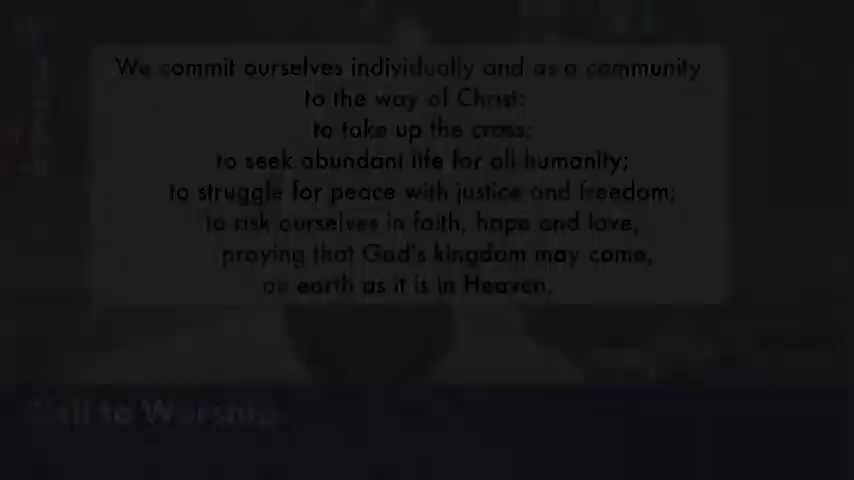 We commit ourselves individually and as a community
to the way of Christ:
to take up the cross;
to seek abundant life for all humanity;
to struggle for peace with justice and freedom;
to risk ourselves in faith, hope and love,
praying that God's kingdom may come,
on earth as it is in Heaven.
Call to Worship